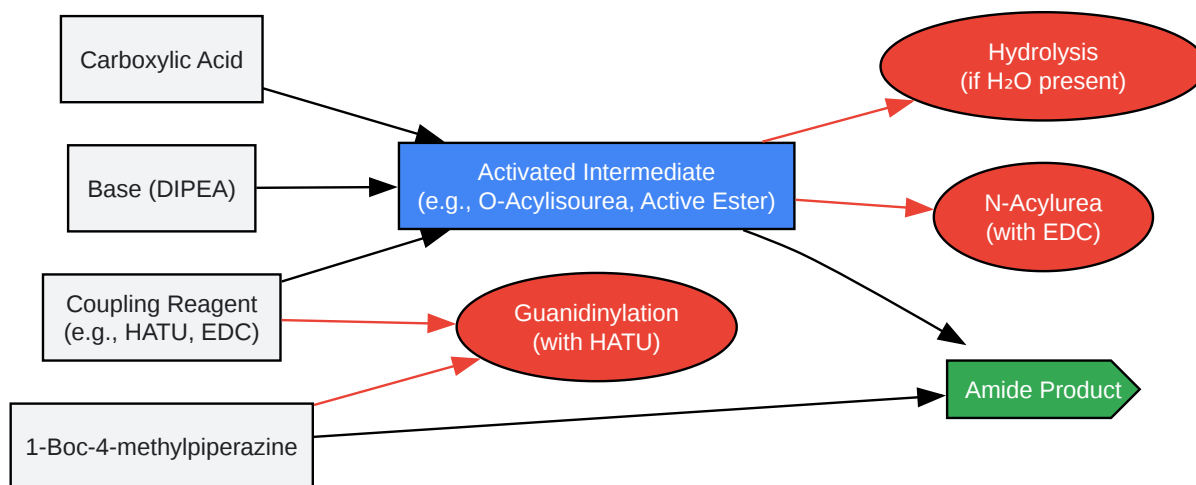 Carboxylic Acid
Base (DIPEA)
Coupling Reagent
(e.g., HATU, EDC)
1-Boc-4-methylpiperazine
Activated Intermediate
(e.g., O-Acylisourea, Active Ester)
Guanidinylation
(with HATU)
Hydrolysis
(if H₂O present)
N-Acylurea
(with EDC)
Amide Product